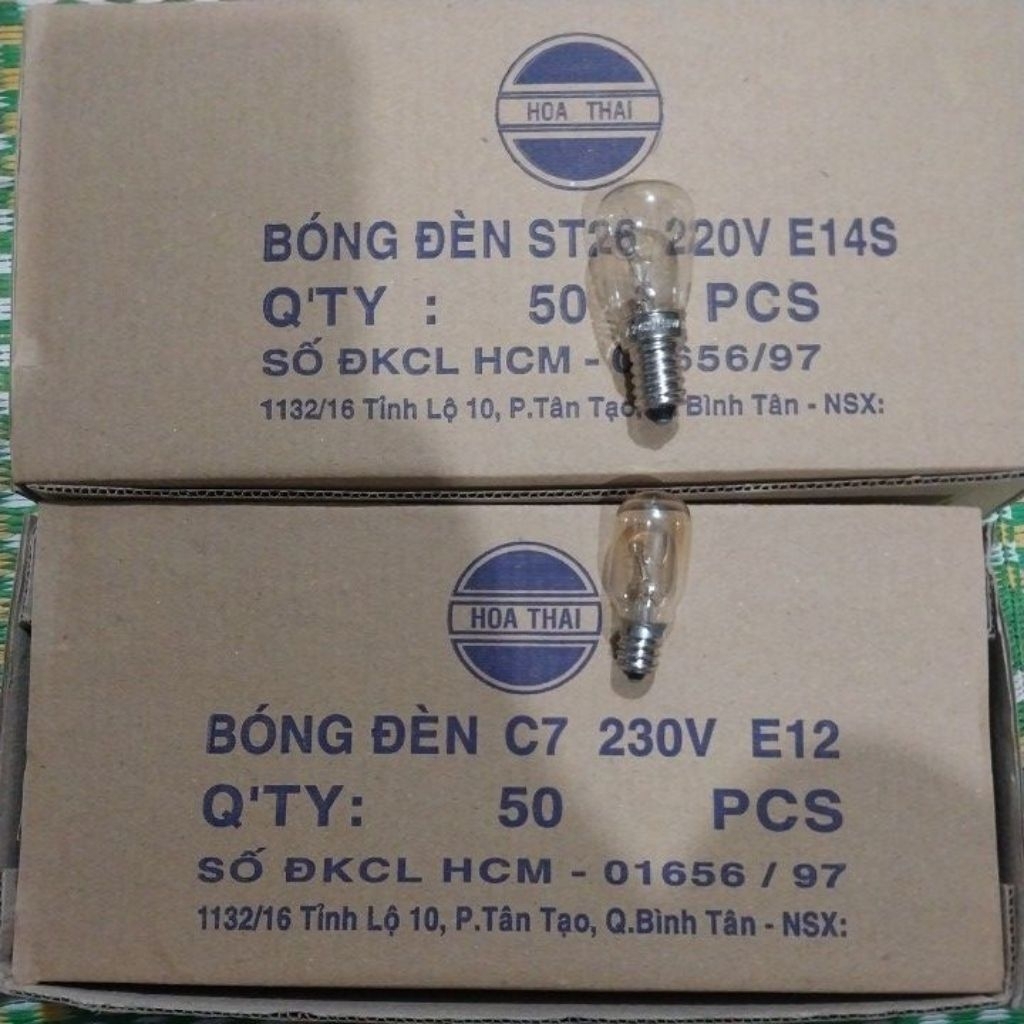 HOA THAI
BÓNG ĐÈN ST26 220V E14S
Q'TY : 50 PCS
SỐ ĐKCL HCM - 656/97
1132/16 Tỉnh Lộ 10, P.Tân Tạo, Bình Tân - NSX:
HOA THAI
BÓNG ĐÈN C7 230V E12
Q'TY: 50 PCS
SỐ ĐKCL HCM - 01656 / 97
1132/16 Tỉnh Lộ 10, P.Tân Tạo, Q.Bình Tân - NSX: